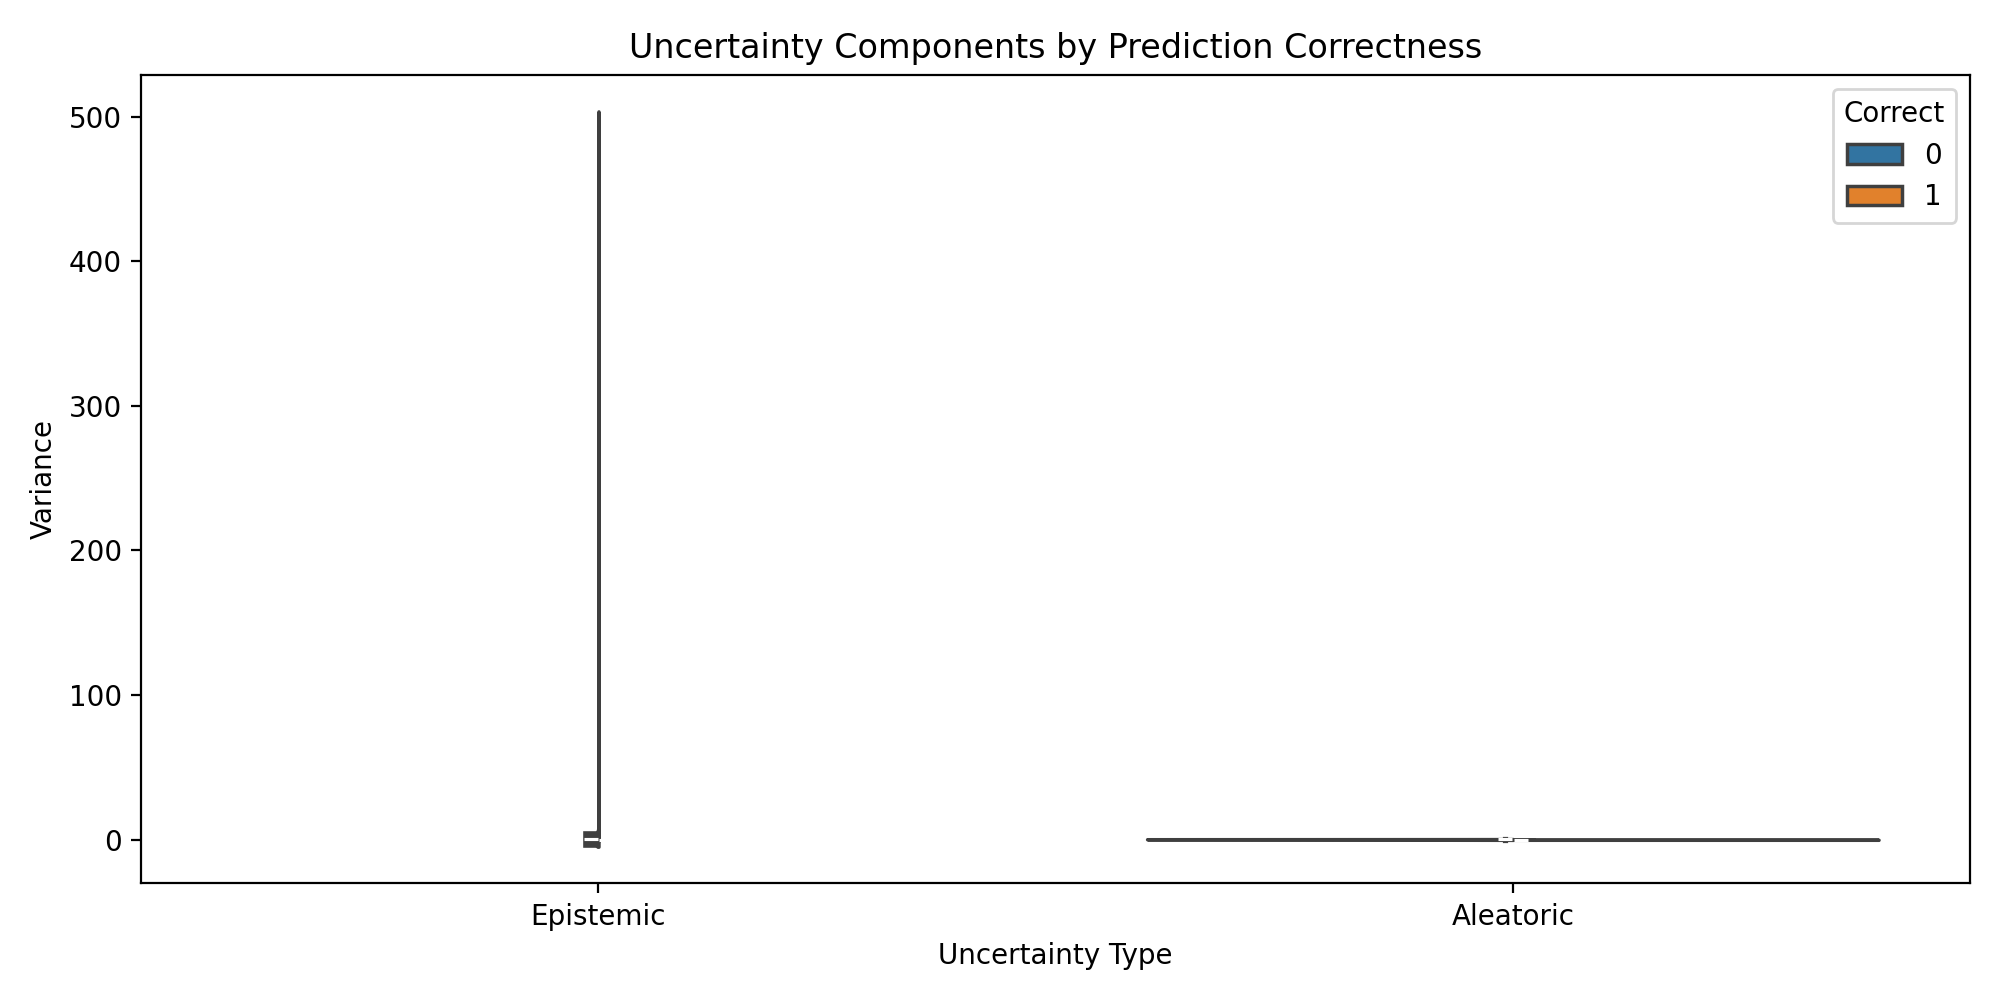 Uncertainty Components by Prediction Correctness
Correct
0
1
500
400
300
200
100
0
Variance
Epistemic
Aleatoric
Uncertainty Type